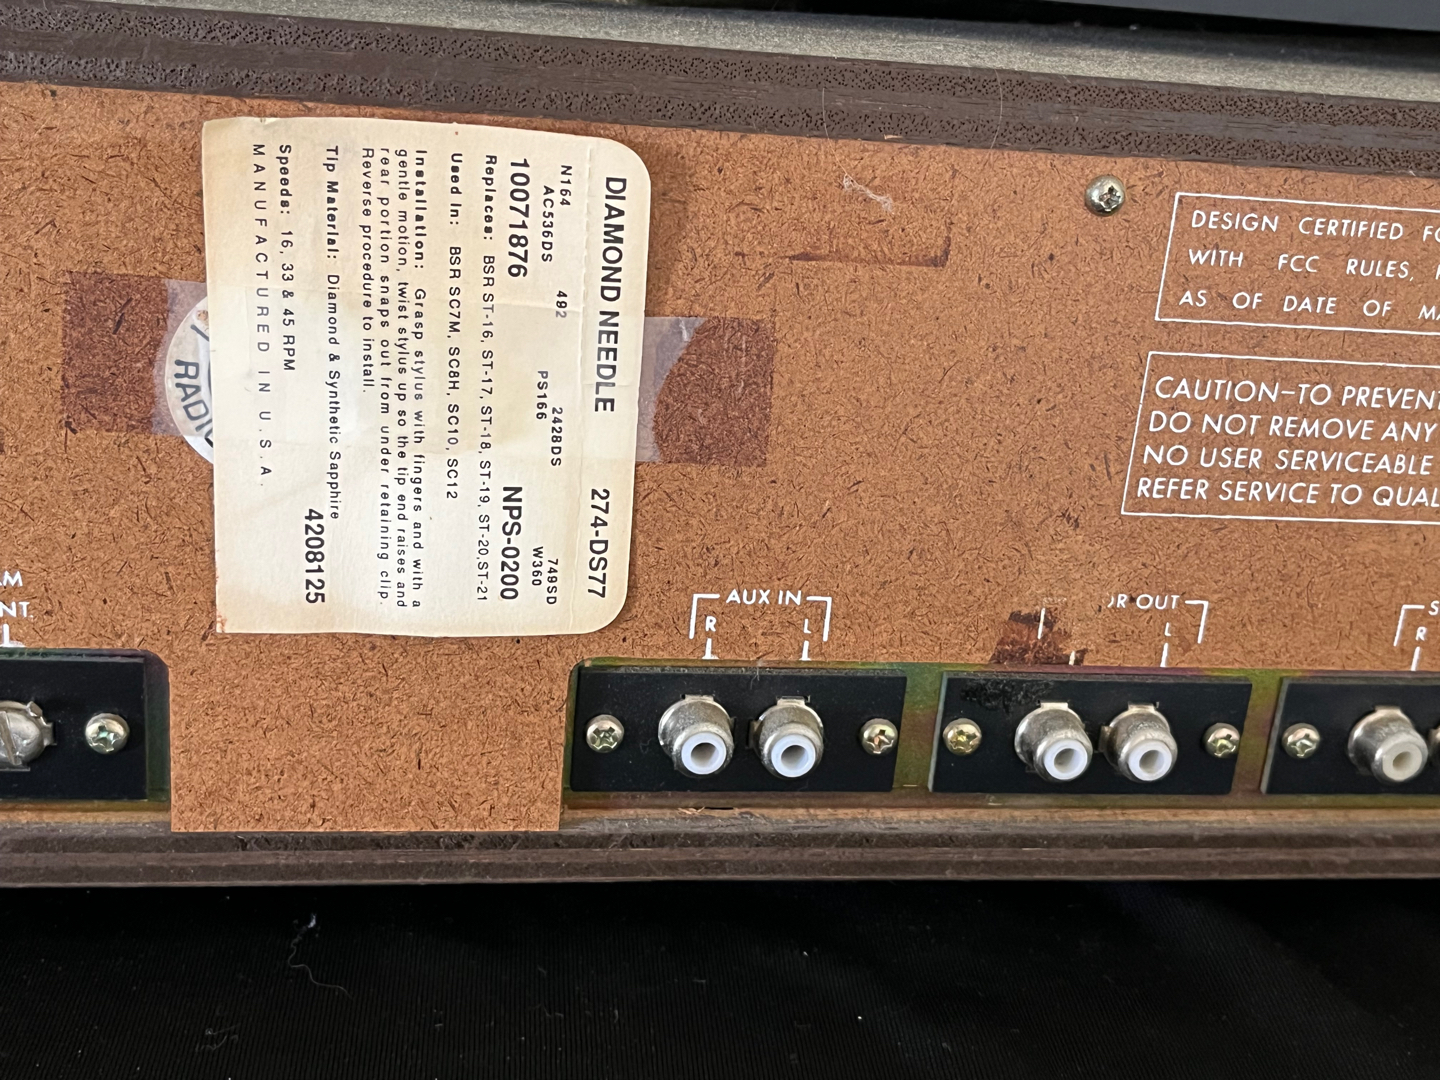 DIAMOND NEEDLE 274-DS77
N164 492 2428DS 749SD
AC536DS PS166 W360
10071876 NPS-0200
Replaces: BSR ST-16, ST-17, ST-18, ST-19, ST-20,ST-21
Used In: BSR SC7M, SC8H, SC10, SC12
Installation: Grasp stylus with fingers and with a
gentle motion, twist stylus up so the tip end raises and
rear portion snaps out from under retaining clip.
Reverse procedure to install.
Tip Material: Diamond & Synthetic Sapphire
4208125
Speeds: 16, 33 & 45 RPM
MANUFACTURED IN U.S.A.
RADIO
DESIGN CERTIFIED
WITH FCC RULES,
AS OF DATE OF
CAUTION-TO PREVENT
DO NOT REMOVE ANY
NO USER SERVICEABLE
REFER SERVICE TO
AUX IN
R L
OUT
L
R